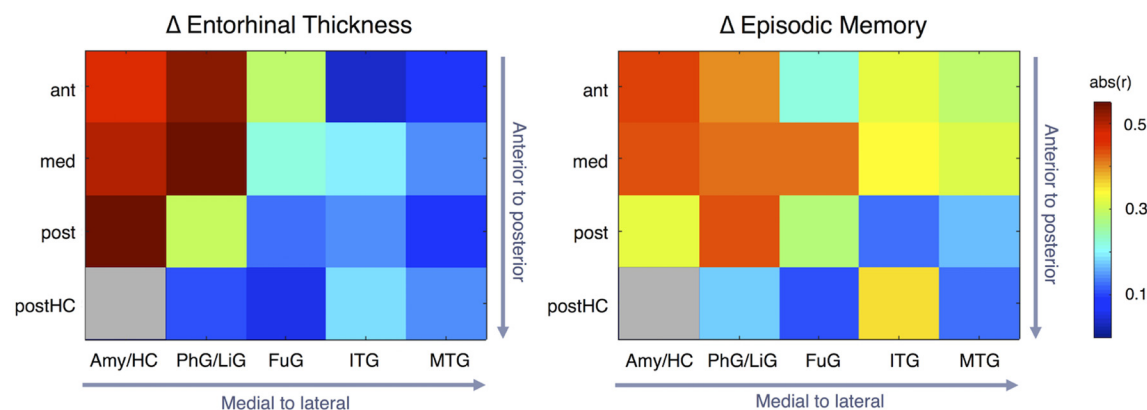 Δ Entorhinal Thickness
Δ Episodic Memory
ant
med
post
postHC
Amy/HC PhG/LiG FuG ITG MTG
Medial to lateral
Anterior to posterior
ant
med
post
postHC
Amy/HC PhG/LiG FuG ITG MTG
Medial to lateral
Anterior to posterior
abs(r)
0.5
0.3
0.1